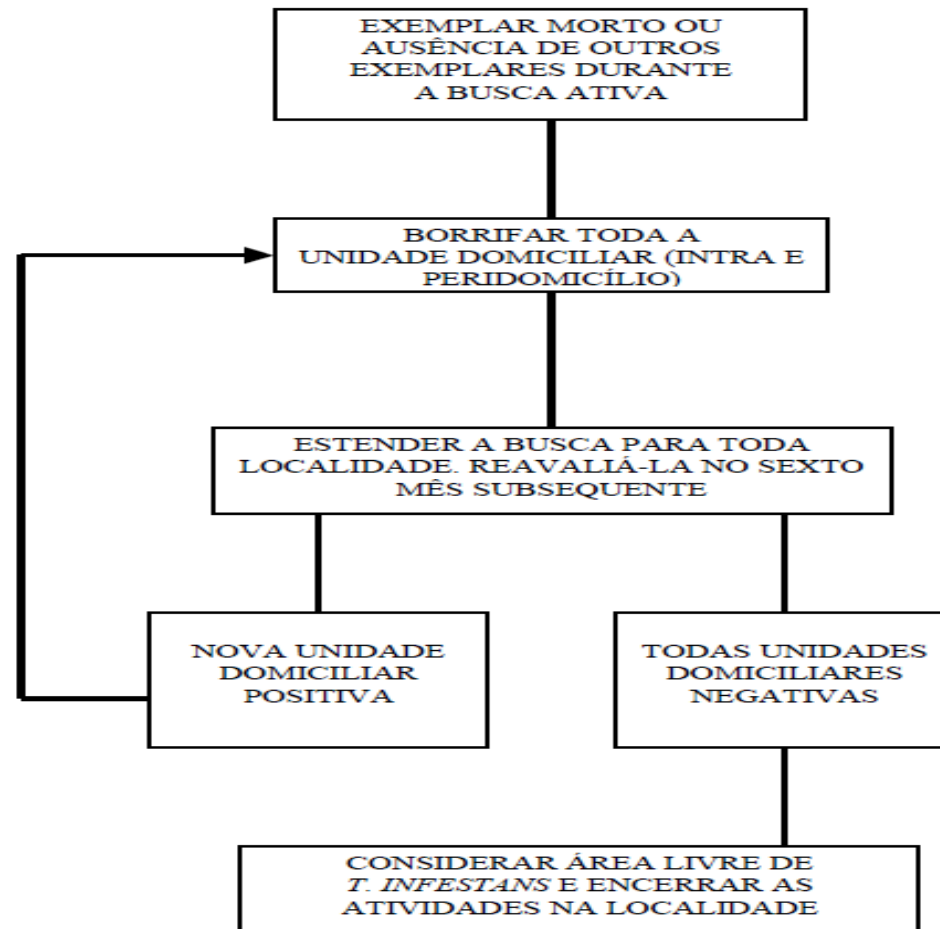 EXEMPLAR MORTO OU
AUSÊNCIA DE OUTROS
EXEMPLARES DURANTE
A BUSCA ATIVA
BORRIFAR TODA A
UNIDADE DOMICILIAR (INTRA E
PERIDOMICÍLIO)
ESTENDER A BUSCA PARA TODA
LOCALIDADE. REAVALIÁ-LA NO SEXTO
MÊS SUBSEQUENTE
NOVA UNIDADE
DOMICILIAR
POSITIVA
TODAS UNIDADES
DOMICILIARES
NEGATIVAS
CONSIDERAR ÁREA LIVRE DE
T. INFESTANS E ENCERRAR AS
ATIVIDADES NA LOCALIDADE